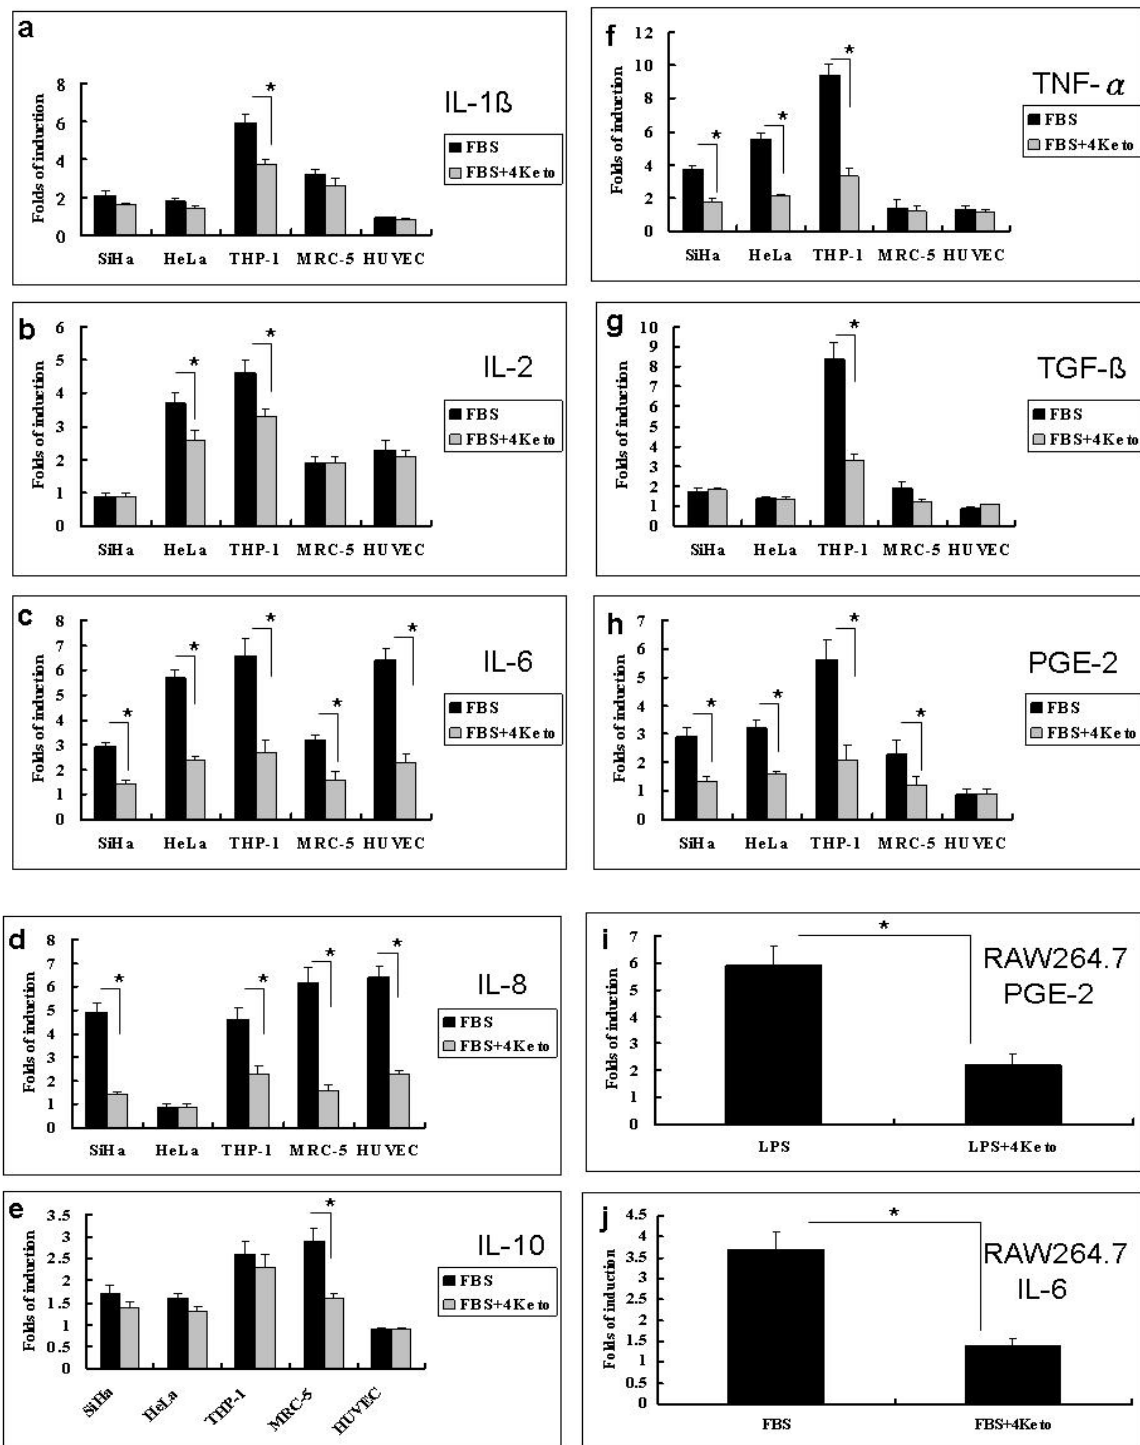 a
IL-1ß
Folds of induction
8
6
4
2
0
FBS
FBS+4Keto
SiHa HeLa THP-1 MRC-5 HUVEC
b
IL-2
Folds of induction
6
5
4
3
2
1
0
FBS
FBS+4Keto
SiHa HeLa THP-1 MRC-5 HUVEC
c
IL-6
Folds of induction
8
7
6
5
4
3
2
1
0
FBS
FBS+4Keto
SiHa HeLa THP-1 MRC-5 HUVEC
d
IL-8
Folds of induction
8
7
6
5
4
3
2
1
0
FBS
FBS+4Keto
SiHa HeLa THP-1 MRC-5 HUVEC
e
IL-10
Folds of induction
3.5
3
2.5
2
1.5
1
0.5
0
FBS
FBS+4Keto
SiHa HeLa THP-1 MRC-5 HUVEC
f
TNF-α
Folds of induction
12
10
8
6
4
2
0
FBS
FBS+4Keto
SiHa HeLa THP-1 MRC-5 HUVEC
g
TGF-ß
Folds of induction
10
9
8
7
6
5
4
3
2
1
0
FBS
FBS+4Keto
SiHa HeLa THP-1 MRC-5 HUVEC
h
PGE-2
Folds of induction
7
6
5
4
3
2
1
0
FBS
FBS+4Keto
SiHa HeLa THP-1 MRC-5 HUVEC
i
RAW264.7
PGE-2
Folds of induction
7
6
5
4
3
2
1
0
LPS LPS+4Keto
j
RAW264.7
IL-6
Folds of induction
4.5
4
3.5
3
2.5
2
1.5
1
0.5
0
FBS FBS+4Keto